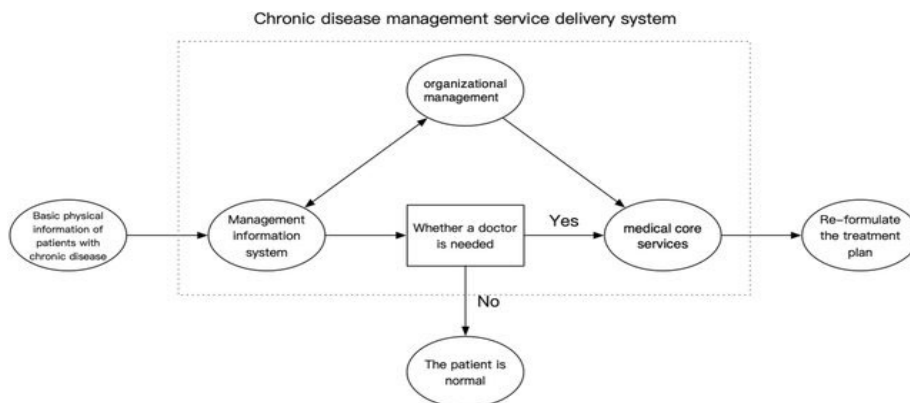 Chronic disease management service delivery system
organizational
management
Basic physical
information of
patients with
chronic disease
Management
information
system
Whether a doctor
is needed
Yes
medical core
services
Re-formulate
the treatment
plan
No
The patient is
normal